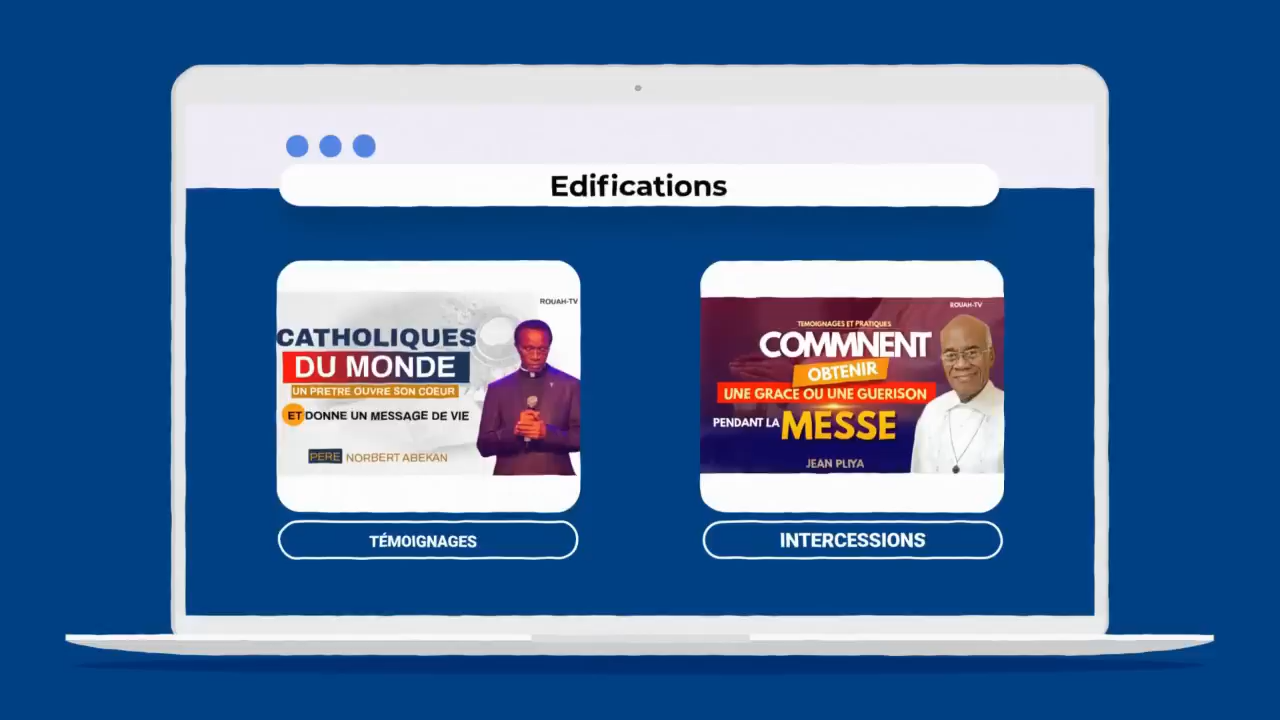 Edifications
ROUAH-TV
CATHOLIQUES
DU MONDE
UN PRETRE OUVRE SON COEUR
ET DONNE UN MESSAGE DE VIE
PERE NORBERT ABEKAN
TÉMOIGNAGES
ROUAH-TV
TEMOIGNAGES ET PRATIQUES
COMMNENT
OBTENIR
UNE GRACE OU UNE GUERISON
PENDANT LA MESSE
JEAN PLIYA
INTERCESSIONS